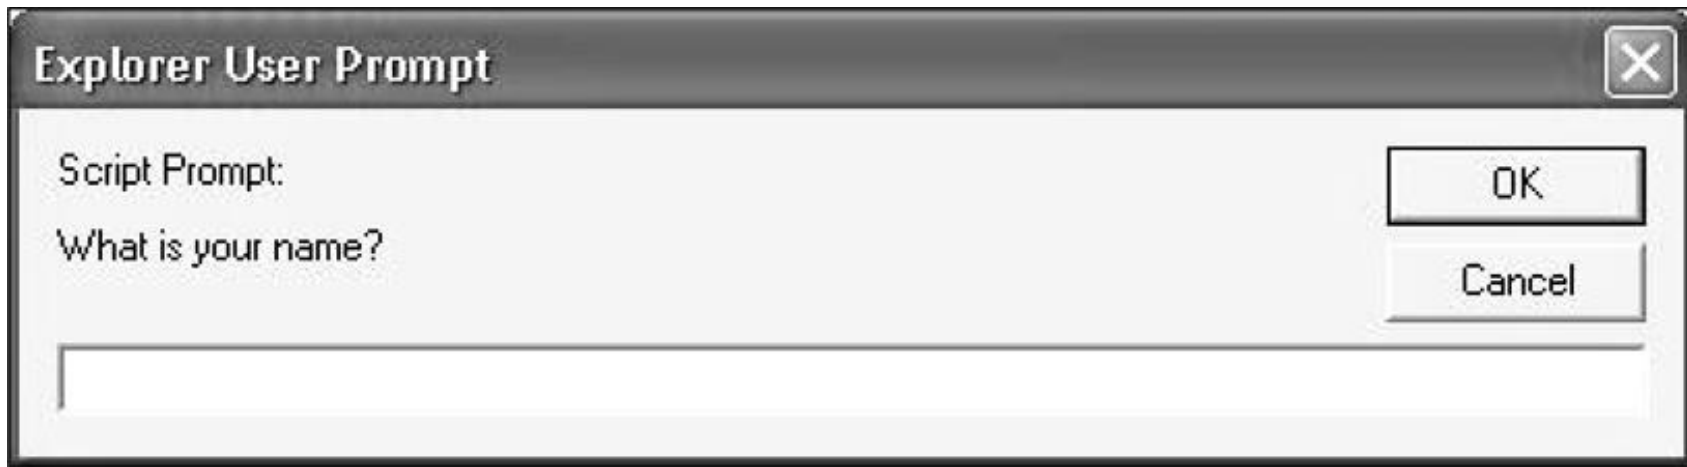 Explorer User Prompt
Script Prompt:
What is your name?
OK
Cancel